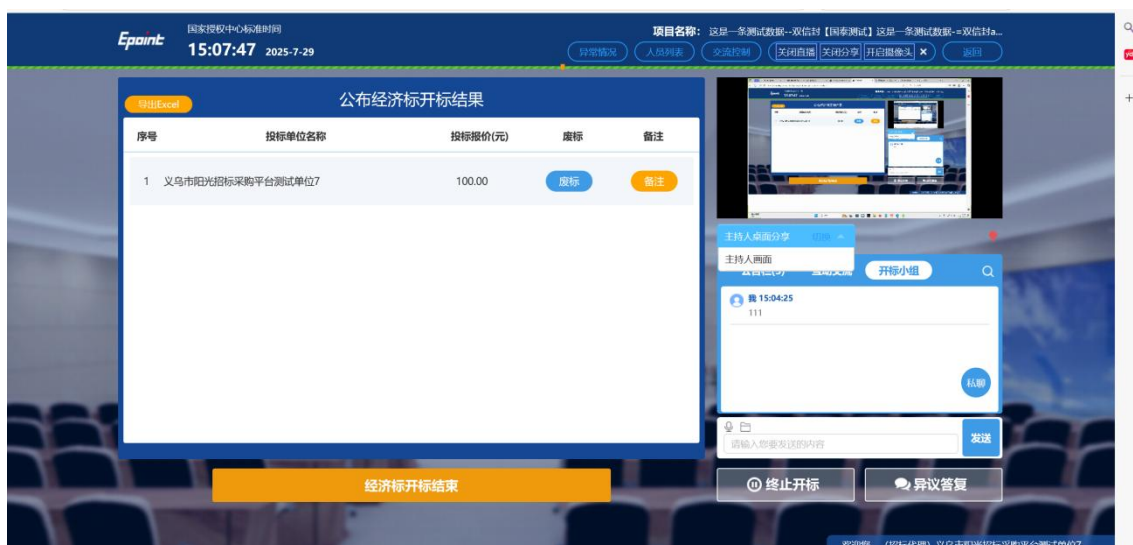 Epoint
国家授权中心标准时间
15:07:47 2025-7-29
项目名称: 这是一条测试数据--双信封【国泰测试】这是一条测试数据-=双信封a...
异常情况 人员列表 交流控制 关闭直播 关闭分享 开启摄像头 × 返回
导出Excel
公布经济标开标结果
序号 投标单位名称 投标报价(元) 废标 备注
1 义乌市阳光招标采购平台测试单位7 100.00 废标 备注
主持人桌面分享 切换
主持人画面
开标小组
我 15:04:25
111
私聊
请输入您要发送的内容
发送
经济标开标结束
终止开标
异议答复